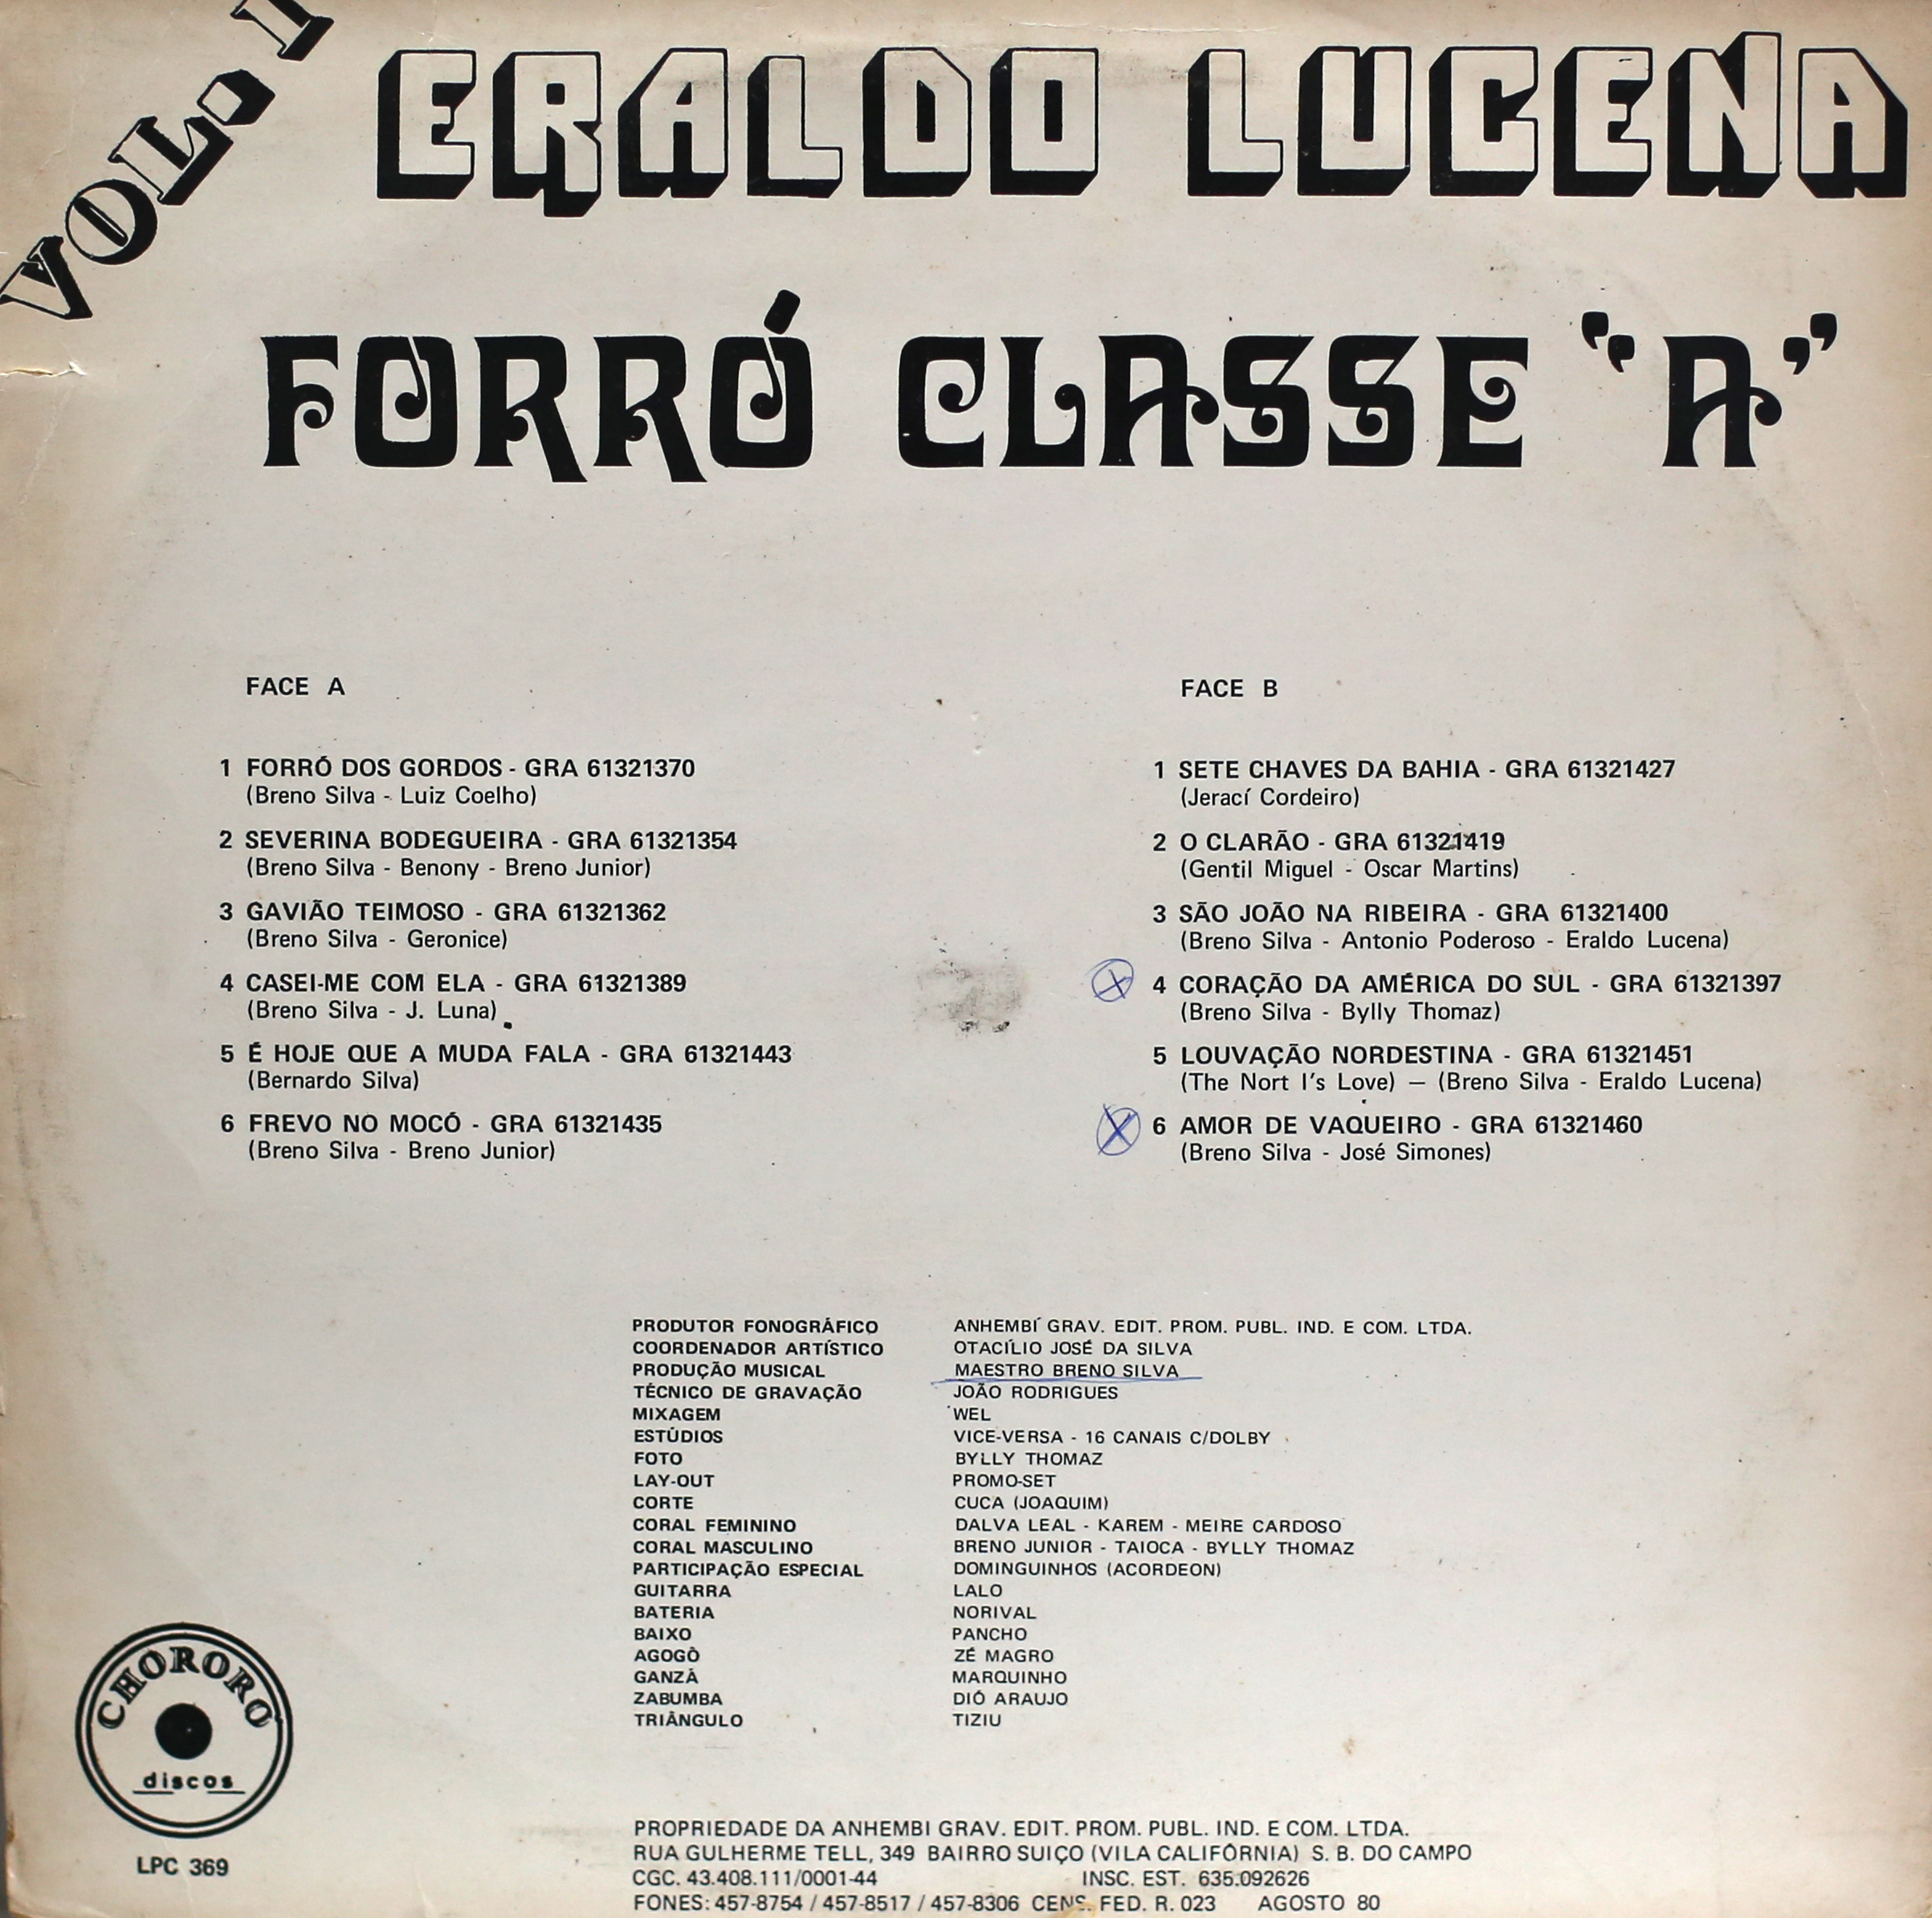 VOL. 1
ERALDO LUCENA
FORRÓ CLASSE "A"
FACE A
1 FORRÓ DOS GORDOS - GRA 61321370
(Breno Silva - Luiz Coelho)
2 SEVERINA BODEGUEIRA - GRA 61321354
(Breno Silva - Benony - Breno Junior)
3 GAVIÃO TEIMOSO - GRA 61321362
(Breno Silva - Geronice)
4 CASEI-ME COM ELA - GRA 61321389
(Breno Silva - J. Luna)
5 É HOJE QUE A MUDA FALA - GRA 61321443
(Bernardo Silva)
6 FREVO NO MOCÓ - GRA 61321435
(Breno Silva - Breno Junior)
FACE B
1 SETE CHAVES DA BAHIA - GRA 61321427
(Jerací Cordeiro)
2 O CLARÃO - GRA 61321419
(Gentil Miguel - Oscar Martins)
3 SÃO JOÃO NA RIBEIRA - GRA 61321400
(Breno Silva - Antonio Poderoso - Eraldo Lucena)
4 CORAÇÃO DA AMÉRICA DO SUL - GRA 61321397
(Breno Silva - Bylly Thomaz)
5 LOUVAÇÃO NORDESTINA - GRA 61321451
(The Nort I's Love) — (Breno Silva - Eraldo Lucena)
6 AMOR DE VAQUEIRO - GRA 61321460
(Breno Silva - José Simones)
PRODUTOR FONOGRÁFICO ANHEMBÍ GRAV. EDIT. PROM. PUBL. IND. E COM. LTDA.
COORDENADOR ARTÍSTICO OTACÍLIO JOSÉ DA SILVA
PRODUÇÃO MUSICAL MAESTRO BRENO SILVA
TÉCNICO DE GRAVAÇÃO JOÃO RODRIGUES
MIXAGEM WEL
ESTÚDIOS VICE-VERSA - 16 CANAIS C/DOLBY
FOTO BYLLY THOMAZ
LAY-OUT PROMO-SET
CORTE CUCA (JOAQUIM)
CORAL FEMININO DALVA LEAL - KAREM - MEIRE CARDOSO
CORAL MASCULINO BRENO JUNIOR - TAIOCA - BYLLY THOMAZ
PARTICIPAÇÃO ESPECIAL DOMINGUINHOS (ACORDEON)
GUITARRA LALO
BATERIA NORIVAL
BAIXO PANCHO
AGOGÔ ZÉ MAGRO
GANZÁ MARQUINHO
ZABUMBA DIÓ ARAUJO
TRIÂNGULO TIZIU
CHORORO
discos
LPC 369
PROPRIEDADE DA ANHEMBI GRAV. EDIT. PROM. PUBL. IND. E COM. LTDA.
RUA GULHERME TELL, 349 BAIRRO SUIÇO (VILA CALIFÔRNIA) S. B. DO CAMPO
CGC. 43.408.111/0001-44 INSC. EST. 635.092626
FONES: 457-8754 / 457-8517 / 457-8306 CENS. FED. R. 023 AGOSTO 80